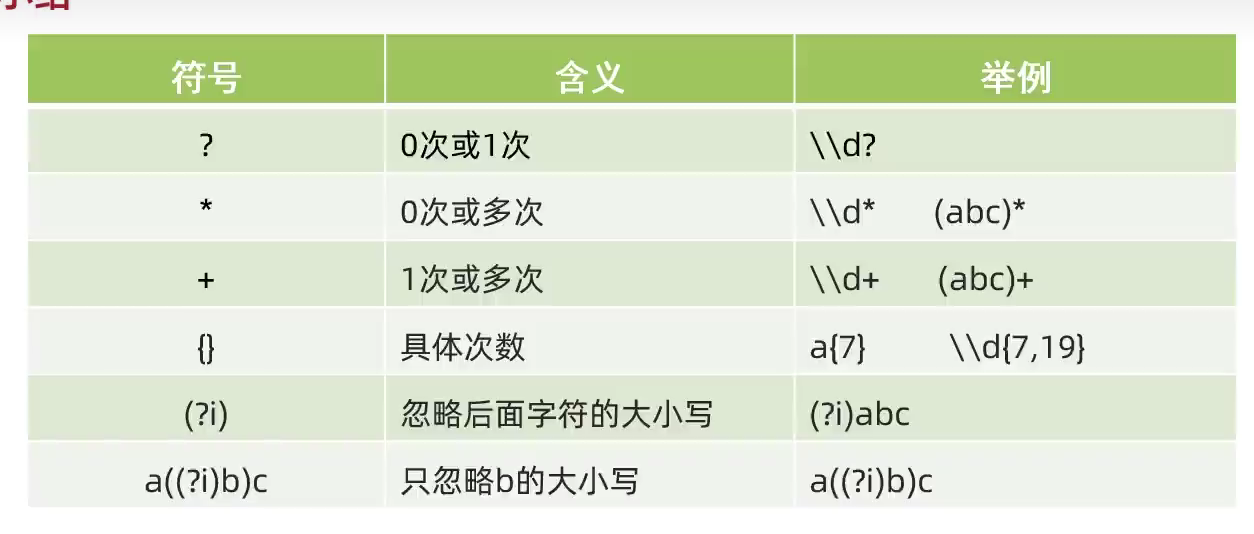 小结
符号 含义 举例
? 0次或1次 \\d?
* 0次或多次 \\d* (abc)*
+ 1次或多次 \\d+ (abc)+
{} 具体次数 a{7} \\d{7,19}
(?i) 忽略后面字符的大小写 (?i)abc
a((?i)b)c 只忽略b的大小写 a((?i)b)c